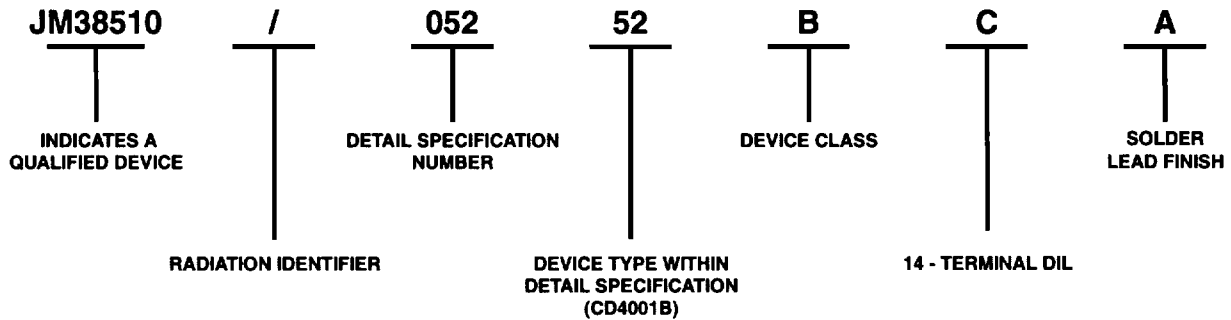 JM38510 / 052 52 B C A
INDICATES A
QUALIFIED DEVICE
DETAIL SPECIFICATION
NUMBER
DEVICE CLASS
SOLDER
LEAD FINISH
RADIATION IDENTIFIER
DEVICE TYPE WITHIN
DETAIL SPECIFICATION
(CD4001B)
14 - TERMINAL DIL